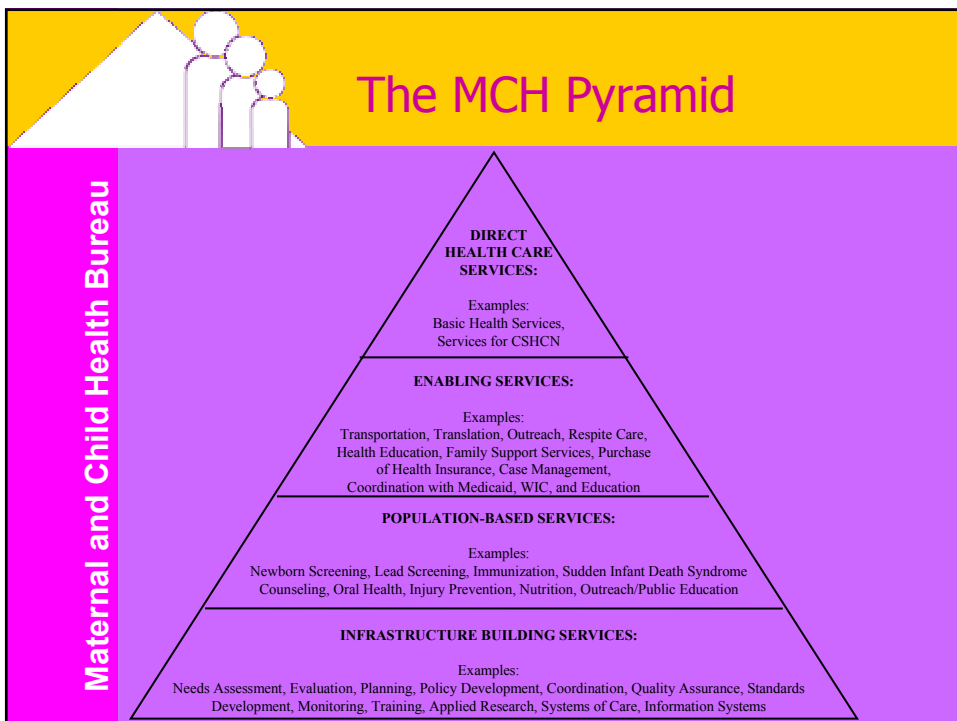 The MCH Pyramid
Maternal and Child Health Bureau
DIRECT
HEALTH CARE
SERVICES:
Examples:
Basic Health Services,
Services for CSHCN
ENABLING SERVICES:
Examples:
Transportation, Translation, Outreach, Respite Care,
Health Education, Family Support Services, Purchase
of Health Insurance, Case Management,
Coordination with Medicaid, WIC, and Education
POPULATION-BASED SERVICES:
Examples:
Newborn Screening, Lead Screening, Immunization, Sudden Infant Death Syndrome
Counseling, Oral Health, Injury Prevention, Nutrition, Outreach/Public Education
INFRASTRUCTURE BUILDING SERVICES:
Examples:
Needs Assessment, Evaluation, Planning, Policy Development, Coordination, Quality Assurance, Standards
Development, Monitoring, Training, Applied Research, Systems of Care, Information Systems